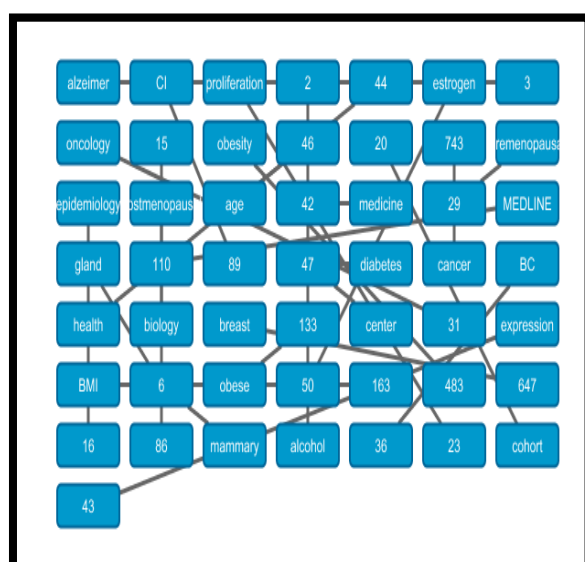 alzeimer CI proliferation 2 44 estrogen 3
oncology 15 obesity 46 20 743 remenopausa
epidemiology ostmenopaus age 42 medicine 29 MEDLINE
gland 110 89 47 diabetes cancer BC
health biology breast 133 center 31 expression
BMI 6 obese 50 163 483 647
16 86 mammary alcohol 36 23 cohort
43